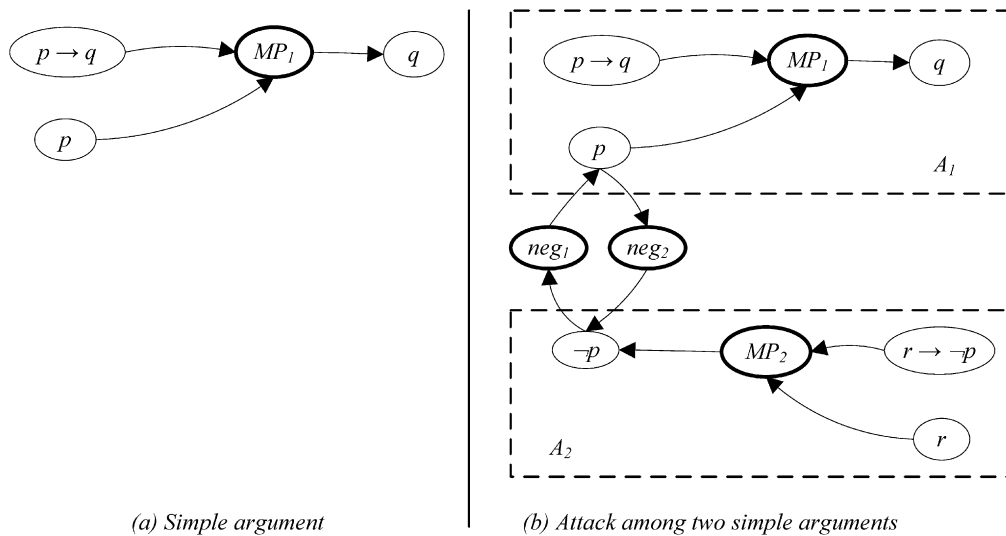 p → q
MP1
q
p
(a) Simple argument
p → q
MP1
q
p
A1
neg1
neg2
¬p
MP2
r → ¬p
r
A2
(b) Attack among two simple arguments